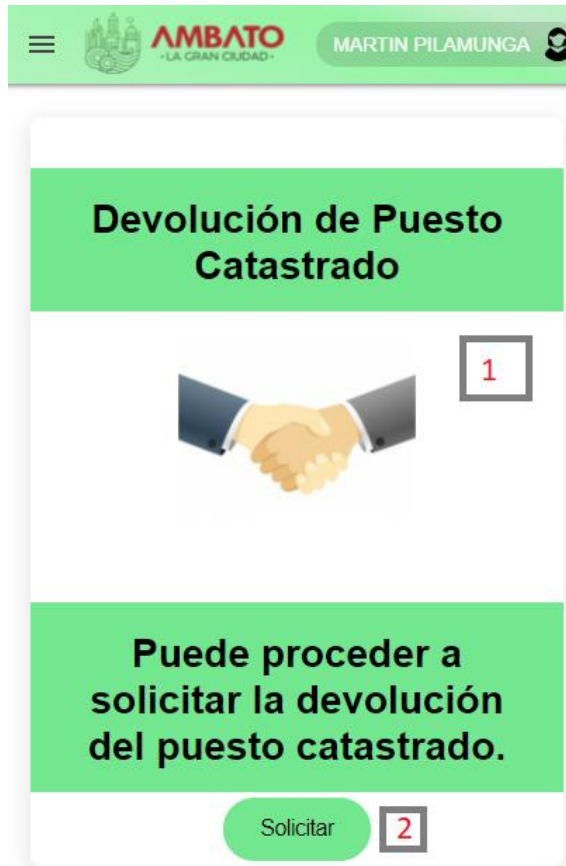 AMBATO
-LA GRAN CIUDAD-
MARTIN PILAMUNGA
Devolución de Puesto
Catastrado
1
Puede proceder a
solicitar la devolución
del puesto catastrado.
Solicitar
2